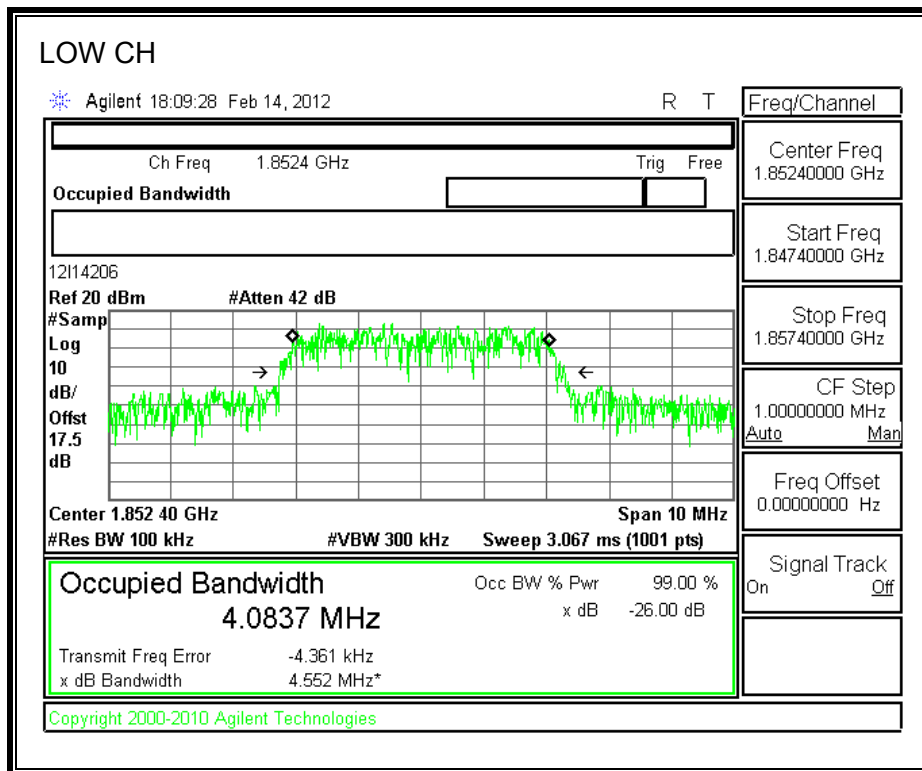 LOW CH
Agilent 18:09:28 Feb 14, 2012 R T
Ch Freq 1.8524 GHz Trig Free
Occupied Bandwidth
12I14206
Ref 20 dBm #Atten 42 dB
#Samp
Log
10
dB/
Offst
17.5
dB
Center 1.852 40 GHz Span 10 MHz
#Res BW 100 kHz #VBW 300 kHz Sweep 3.067 ms (1001 pts)
Occupied Bandwidth Occ BW % Pwr 99.00 %
4.0837 MHz x dB -26.00 dB
Transmit Freq Error -4.361 kHz
x dB Bandwidth 4.552 MHz*
Copyright 2000-2010 Agilent Technologies
Freq/Channel
Center Freq
1.85240000 GHz
Start Freq
1.84740000 GHz
Stop Freq
1.85740000 GHz
CF Step
1.00000000 MHz
Auto Man
Freq Offset
0.00000000 Hz
Signal Track
On Off